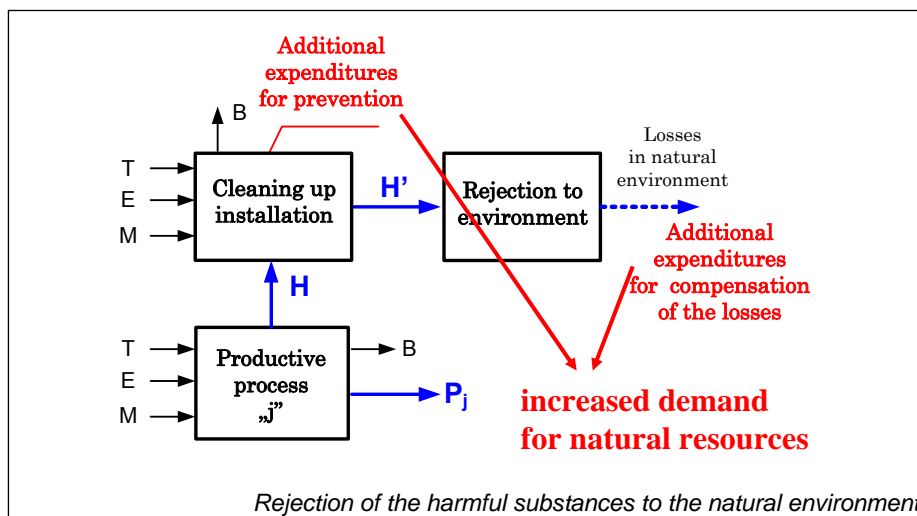 Additional
expenditures
for prevention
B
T
E
M
Cleaning up
installation
H’
Rejection to
environment
Losses
in natural
environment
Additional
expenditures
for compensation
of the losses
H
T
E
M
Productive
process
„j”
B
Pj
increased demand
for natural resources
Rejection of the harmful substances to the natural environment